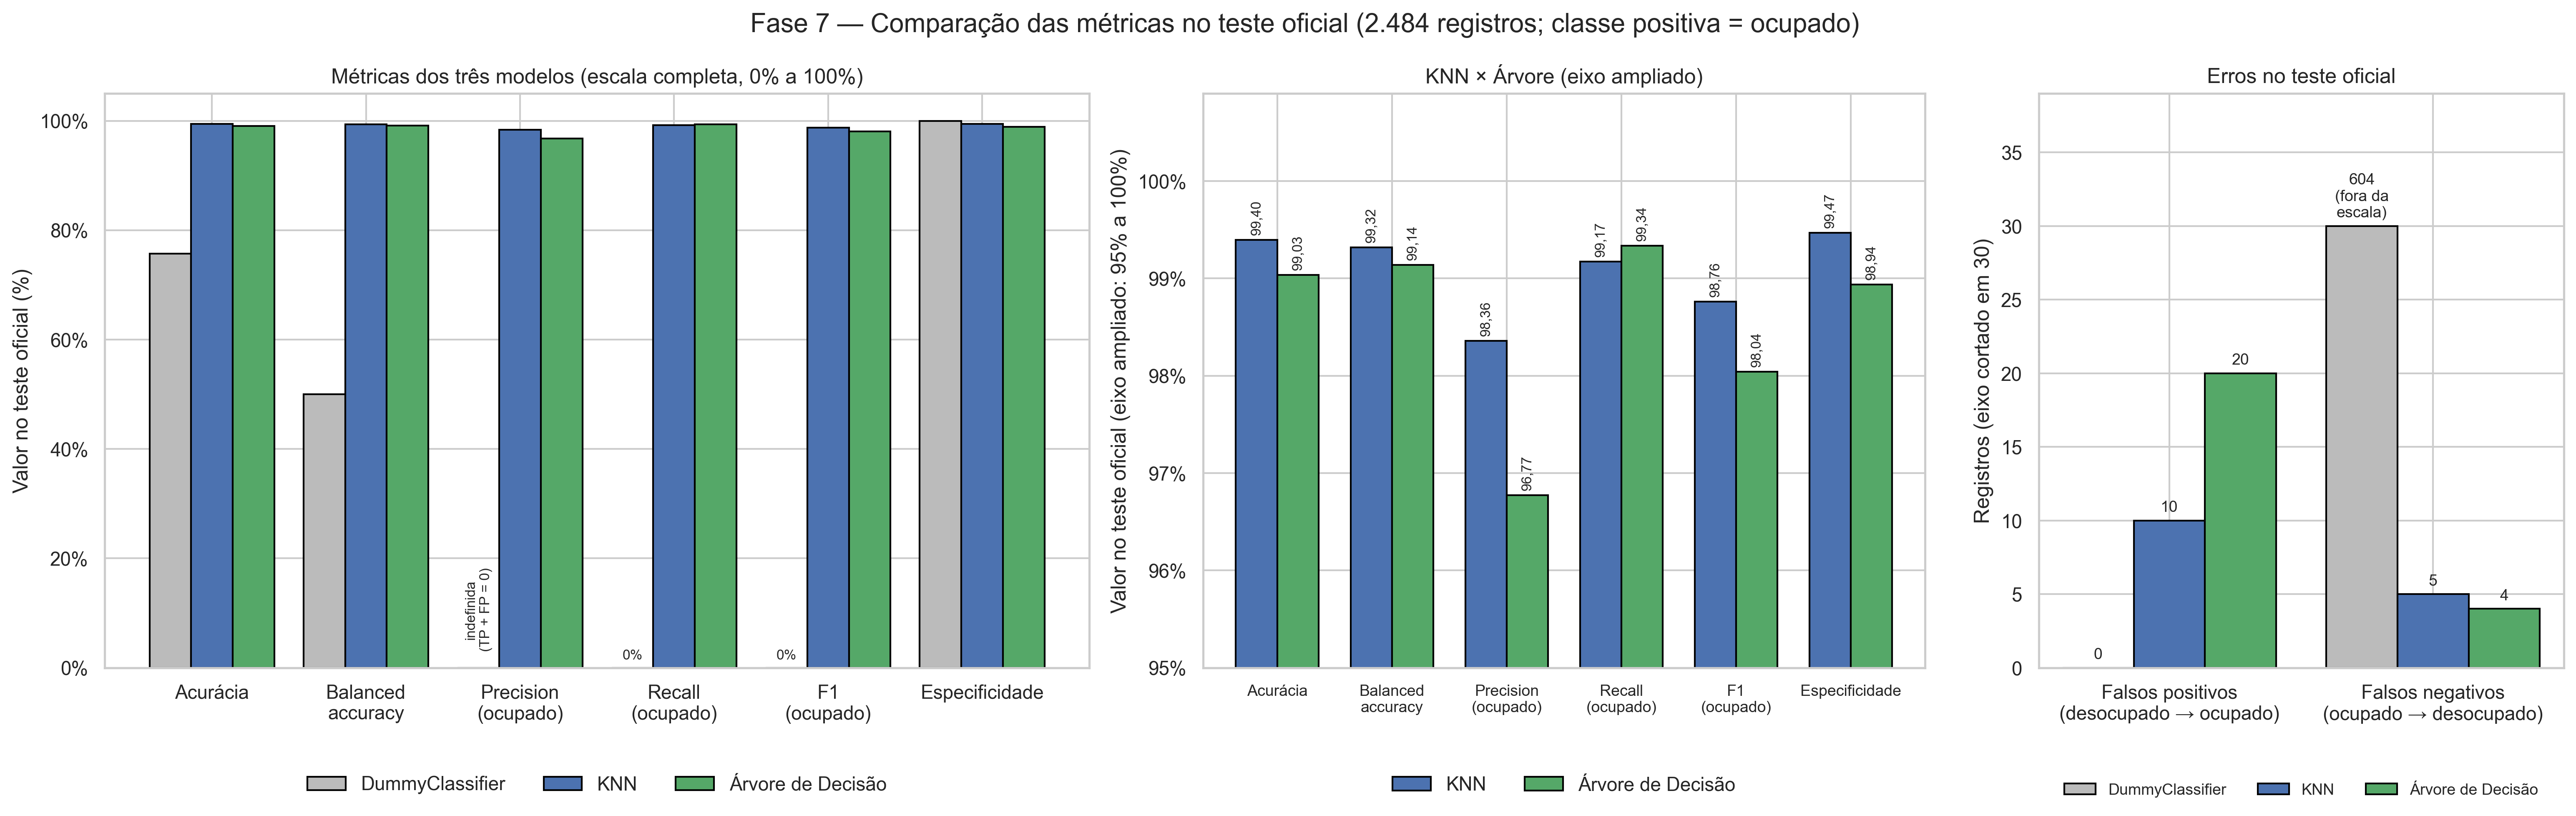 Fase 7 — Comparação das métricas no teste oficial (2.484 registros; classe positiva = ocupado)
Métricas dos três modelos (escala completa, 0% a 100%)
Valor no teste oficial (%)
100%
80%
60%
40%
20%
0%
indefinida
(TP + FP = 0)
0%
0%
Acurácia
Balanced
accuracy
Precision
(ocupado)
Recall
(ocupado)
F1
(ocupado)
Especificidade
DummyClassifier
KNN
Árvore de Decisão
KNN × Árvore (eixo ampliado)
Valor no teste oficial (eixo ampliado: 95% a 100%)
100%
99%
98%
97%
96%
95%
99,40
99,03
99,32
99,14
98,36
96,77
99,17
99,34
98,76
98,04
99,47
98,94
Acurácia
Balanced
accuracy
Precision
(ocupado)
Recall
(ocupado)
F1
(ocupado)
Especificidade
KNN
Árvore de Decisão
Erros no teste oficial
Registros (eixo cortado em 30)
35
30
25
20
15
10
5
0
0
10
20
604
(fora da
escala)
5
4
Falsos positivos
(desocupado → ocupado)
Falsos negativos
(ocupado → desocupado)
DummyClassifier
KNN
Árvore de Decisão